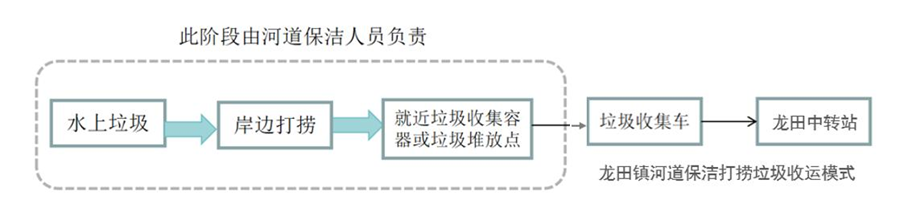 此阶段由河道保洁人员负责
水上垃圾
岸边打捞
就近垃圾收集容
器或垃圾堆放点
垃圾收集车
龙田中转站
龙田镇河道保洁打捞垃圾收运模式